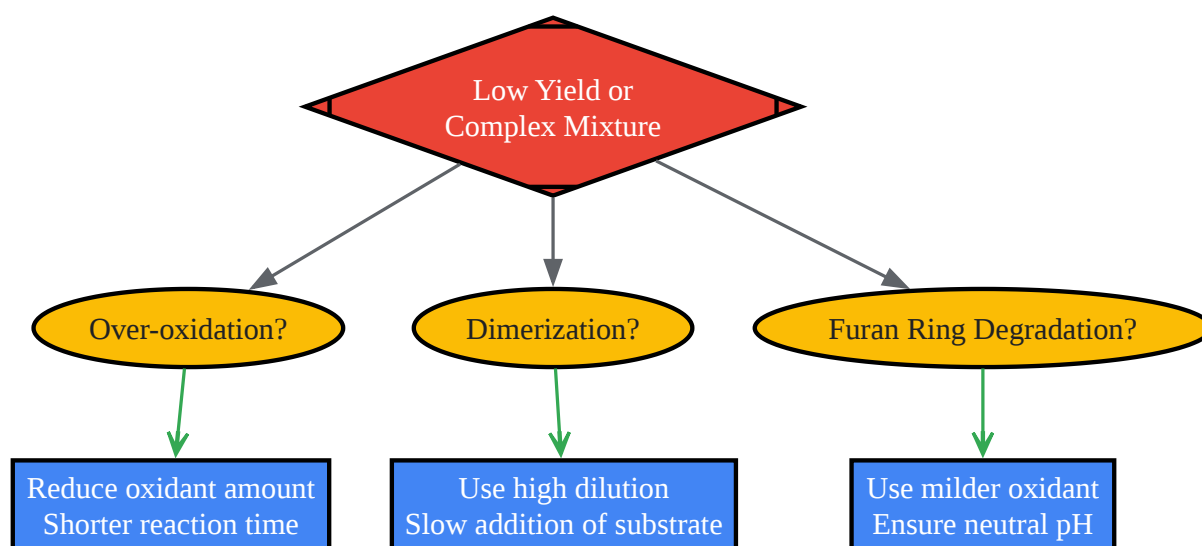 Low Yield or
Complex Mixture
Over-oxidation?
Dimerization?
Furan Ring Degradation?
Reduce oxidant amount
Shorter reaction time
Use high dilution
Slow addition of substrate
Use milder oxidant
Ensure neutral pH